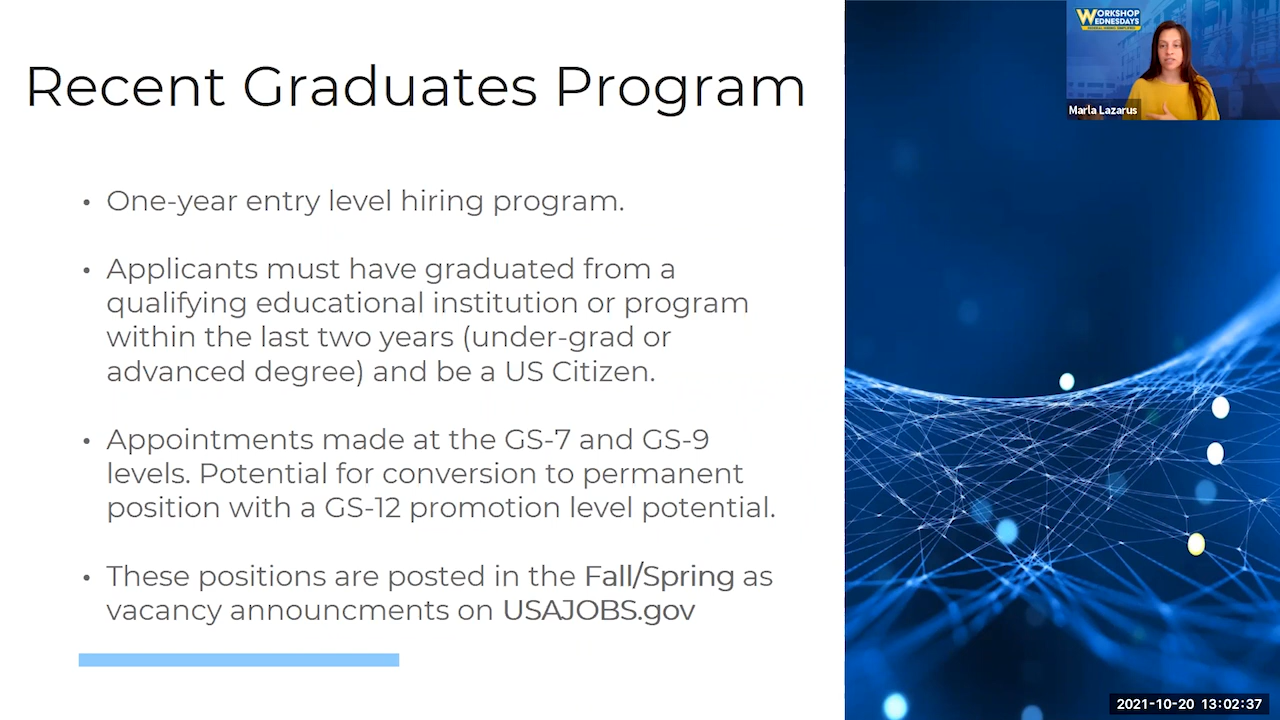 Recent Graduates Program
• One-year entry level hiring program.
• Applicants must have graduated from a
qualifying educational institution or program
within the last two years (under-grad or
advanced degree) and be a US Citizen.
• Appointments made at the GS-7 and GS-9
levels. Potential for conversion to permanent
position with a GS-12 promotion level potential.
• These positions are posted in the Fall/Spring as
vacancy announcments on USAJOBS.gov
WORKSHOP
WEDNESDAYS
Marla Lazarus
2021-10-20 13:02:37